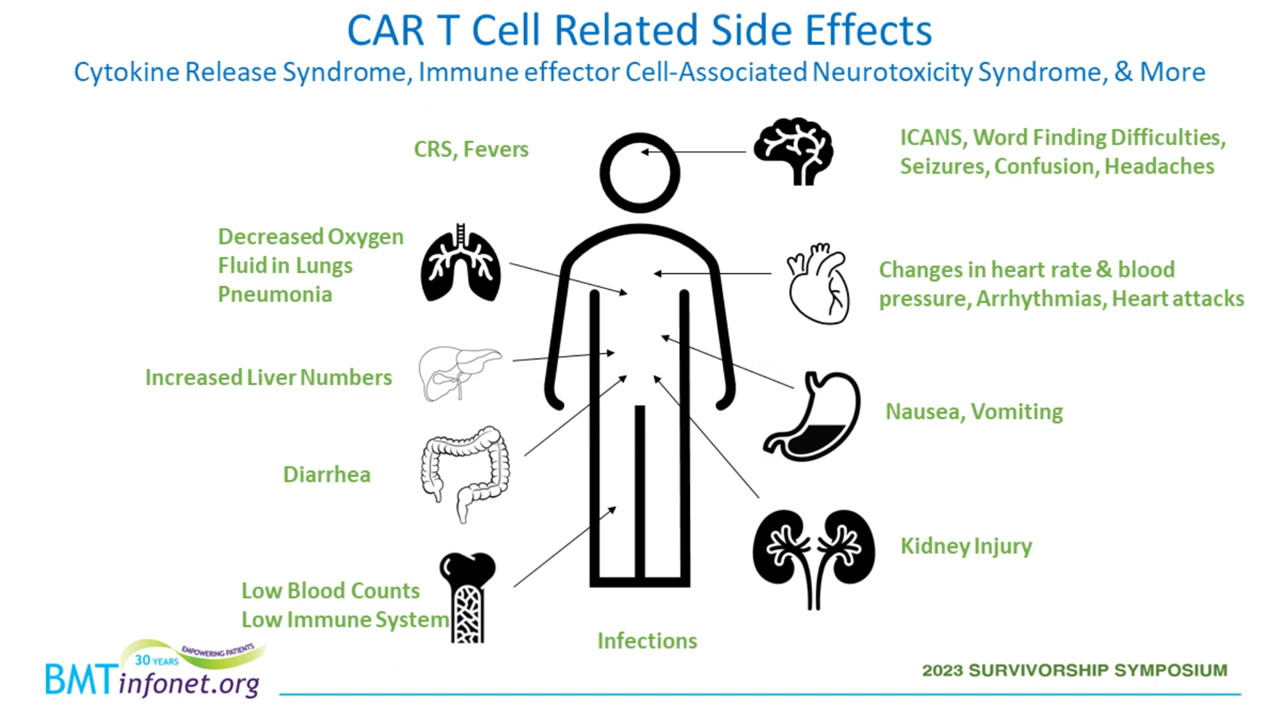 CAR T Cell Related Side Effects
Cytokine Release Syndrome, Immune effector Cell-Associated Neurotoxicity Syndrome, & More
CRS, Fevers
ICANS, Word Finding Difficulties,
Seizures, Confusion, Headaches
Decreased Oxygen
Fluid in Lungs
Pneumonia
Changes in heart rate & blood
pressure, Arrhythmias, Heart attacks
Increased Liver Numbers
Nausea, Vomiting
Diarrhea
Kidney Injury
Low Blood Counts
Low Immune System
Infections
30 YEARS
EMPOWERING PATIENTS
BMTinfonet.org
2023 SURVIVORSHIP SYMPOSIUM